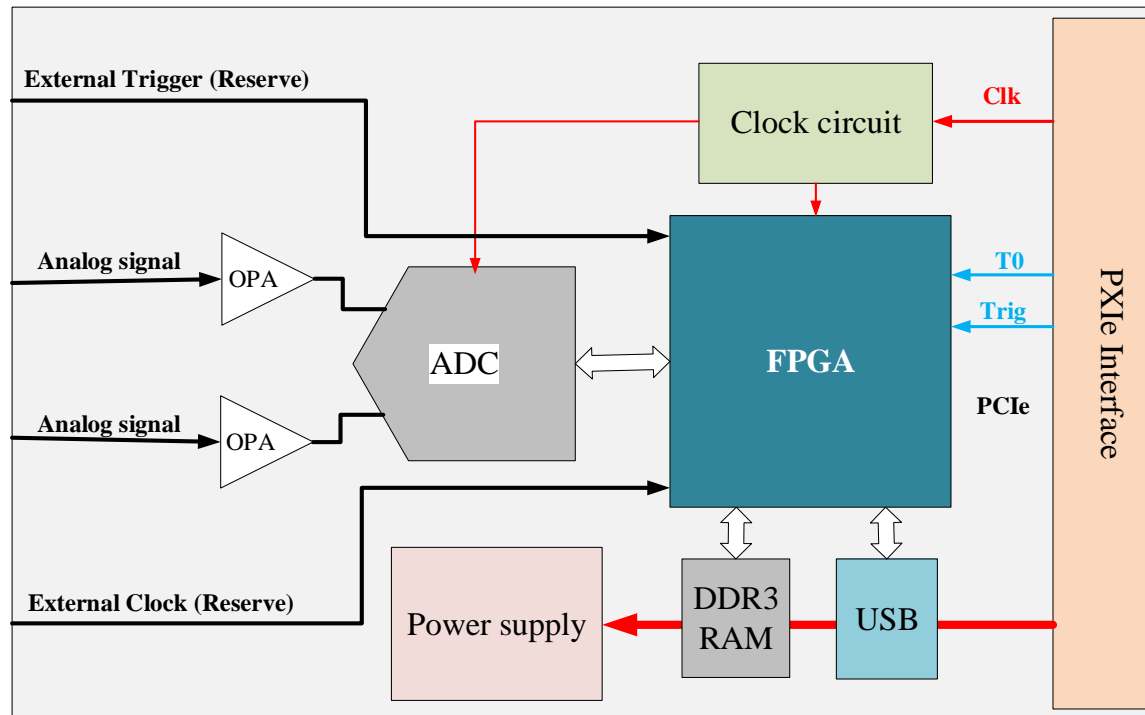 External Trigger (Reserve)
Clock circuit
Clk
Analog signal
OPA
T0
Trig
ADC
FPGA
PCIe
PXIe Interface
Analog signal
OPA
External Clock (Reserve)
Power supply
DDR3
RAM
USB